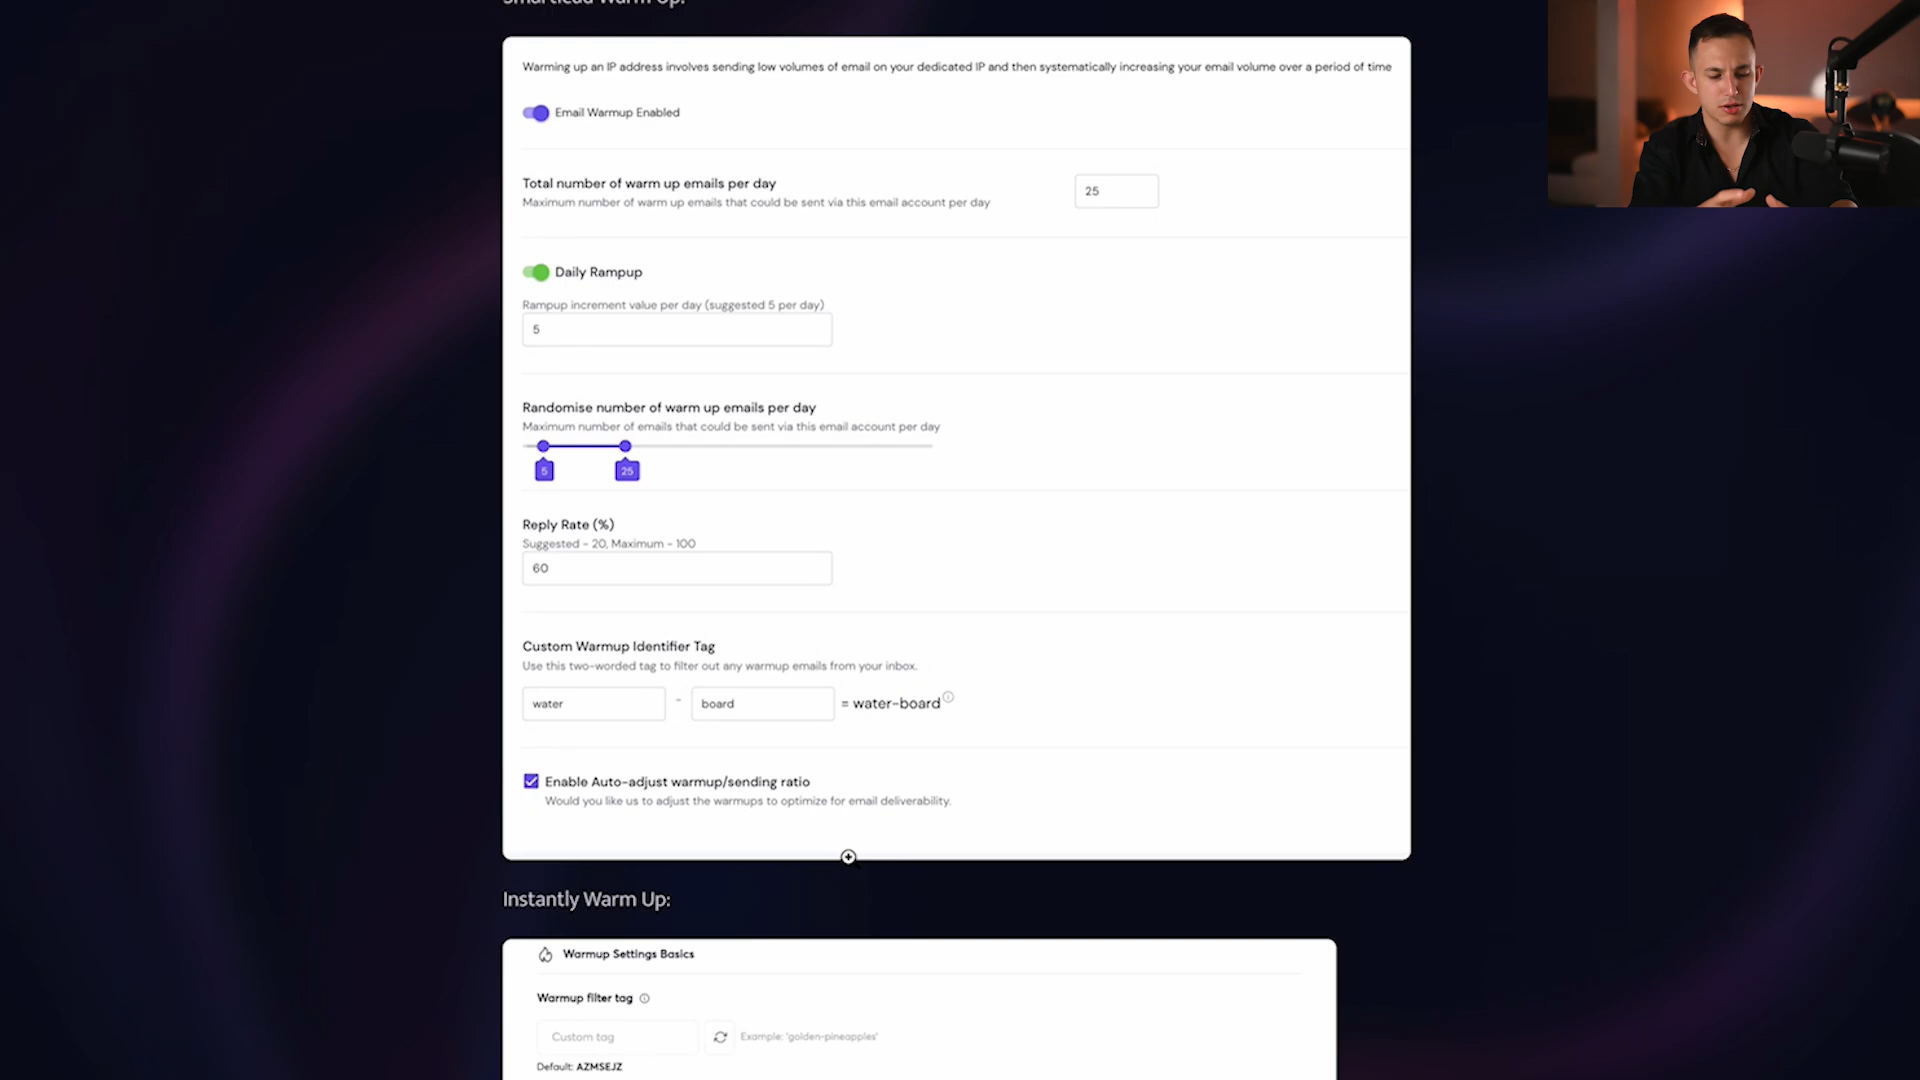 Smartlead Warm Up:
Warming up an IP address involves sending low volumes of email on your dedicated IP and then systematically increasing your email volume over a period of time
Email Warmup Enabled
Total number of warm up emails per day
Maximum number of warm up emails that could be sent via this email account per day
25
Daily Rampup
Rampup increment value per day (suggested 5 per day)
5
Randomise number of warm up emails per day
Maximum number of emails that could be sent via this email account per day
5 25
Reply Rate (%)
Suggested - 20, Maximum - 100
60
Custom Warmup Identifier Tag
Use this two-worded tag to filter out any warmup emails from your inbox.
water - board = water-board
Enable Auto-adjust warmup/sending ratio
Would you like us to adjust the warmups to optimize for email deliverability.
Instantly Warm Up:
Warmup Settings Basics
Warmup filter tag
Custom tag Example: 'golden-pineapples'
Default: AZMSEJZ